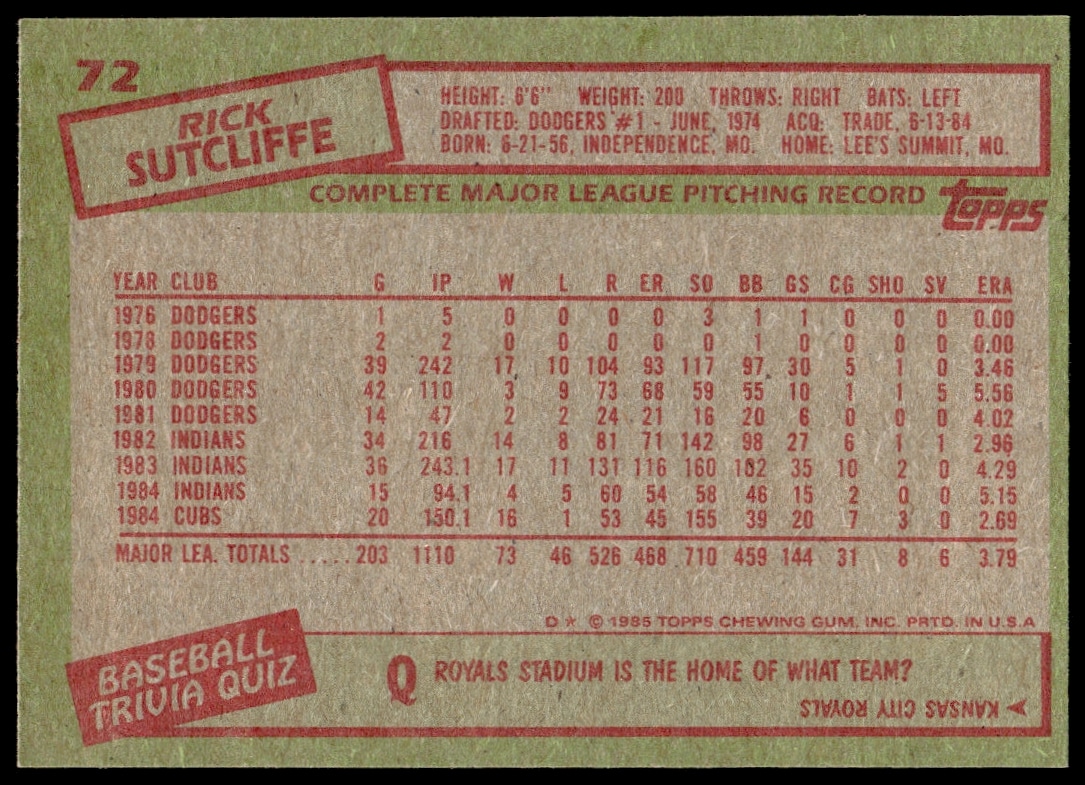 72
RICK
SUTCLIFFE
HEIGHT: 6'6" WEIGHT: 200 THROWS: RIGHT BATS: LEFT
DRAFTED: DODGERS #1 - JUNE, 1974 ACQ: TRADE, 6-13-84
BORN: 6-21-56, INDEPENDENCE, MO. HOME: LEE'S SUMMIT, MO.
COMPLETE MAJOR LEAGUE PITCHING RECORD
topps
YEAR CLUB G IP W L R ER SO BB GS CG SHO SV ERA
1976 DODGERS 1 5 0 0 0 0 3 1 1 0 0 0 0.00
1978 DODGERS 2 2 0 0 0 0 0 1 0 0 0 0 0.00
1979 DODGERS 39 242 17 10 104 93 117 97 30 5 1 0 3.46
1980 DODGERS 42 110 3 9 73 68 59 55 10 1 1 5 5.56
1981 DODGERS 14 47 2 2 24 21 16 20 6 0 0 0 4.02
1982 INDIANS 34 216 14 8 81 71 142 98 27 6 1 1 2.96
1983 INDIANS 36 243.1 17 11 131 116 160 102 35 10 2 0 4.29
1984 INDIANS 15 94.1 4 5 60 54 58 46 15 2 0 0 5.15
1984 CUBS 20 150.1 16 1 53 45 155 39 20 7 3 0 2.69
MAJOR LEA. TOTALS ..... 203 1110 73 46 526 468 710 459 144 31 8 6 3.79
D★ © 1985 TOPPS CHEWING GUM, INC. PRTD. IN U.S.A
BASEBALL
TRIVIA QUIZ
Q ROYALS STADIUM IS THE HOME OF WHAT TEAM?
KANSAS CITY ROYALS